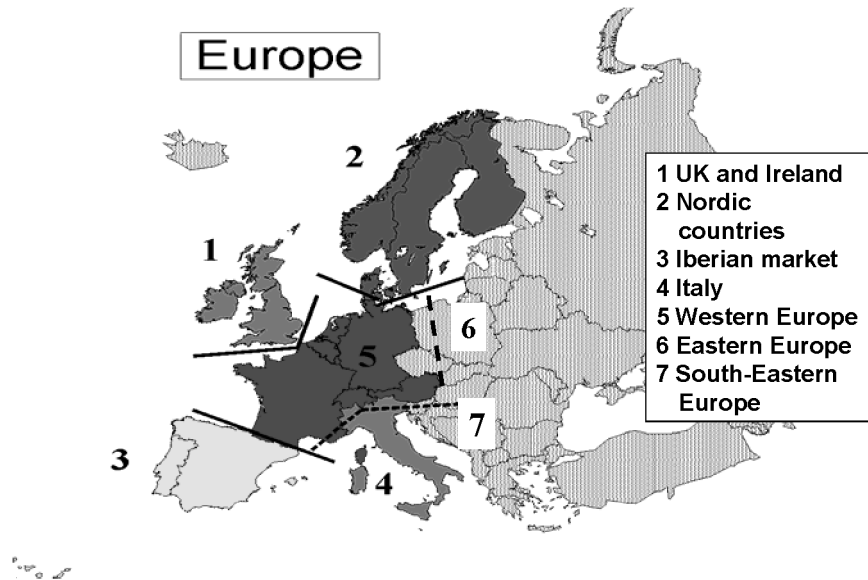 Europe
2
1
3
4
5
6
7
1 UK and Ireland
2 Nordic
countries
3 Iberian market
4 Italy
5 Western Europe
6 Eastern Europe
7 South-Eastern
Europe